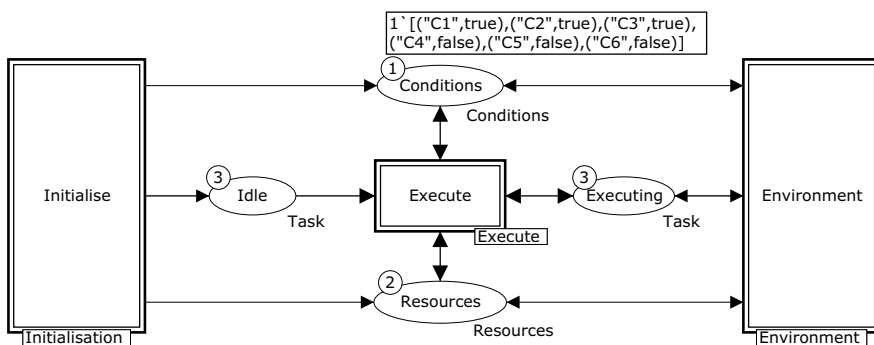 1`[("C1",true),("C2",true),("C3",true),
("C4",false),("C5",false),("C6",false)]
1
Conditions
Conditions
3
3
Initialise
Idle
Execute
Executing
Environment
Task
Task
Execute
2
Resources
Resources
Initialisation
Environment